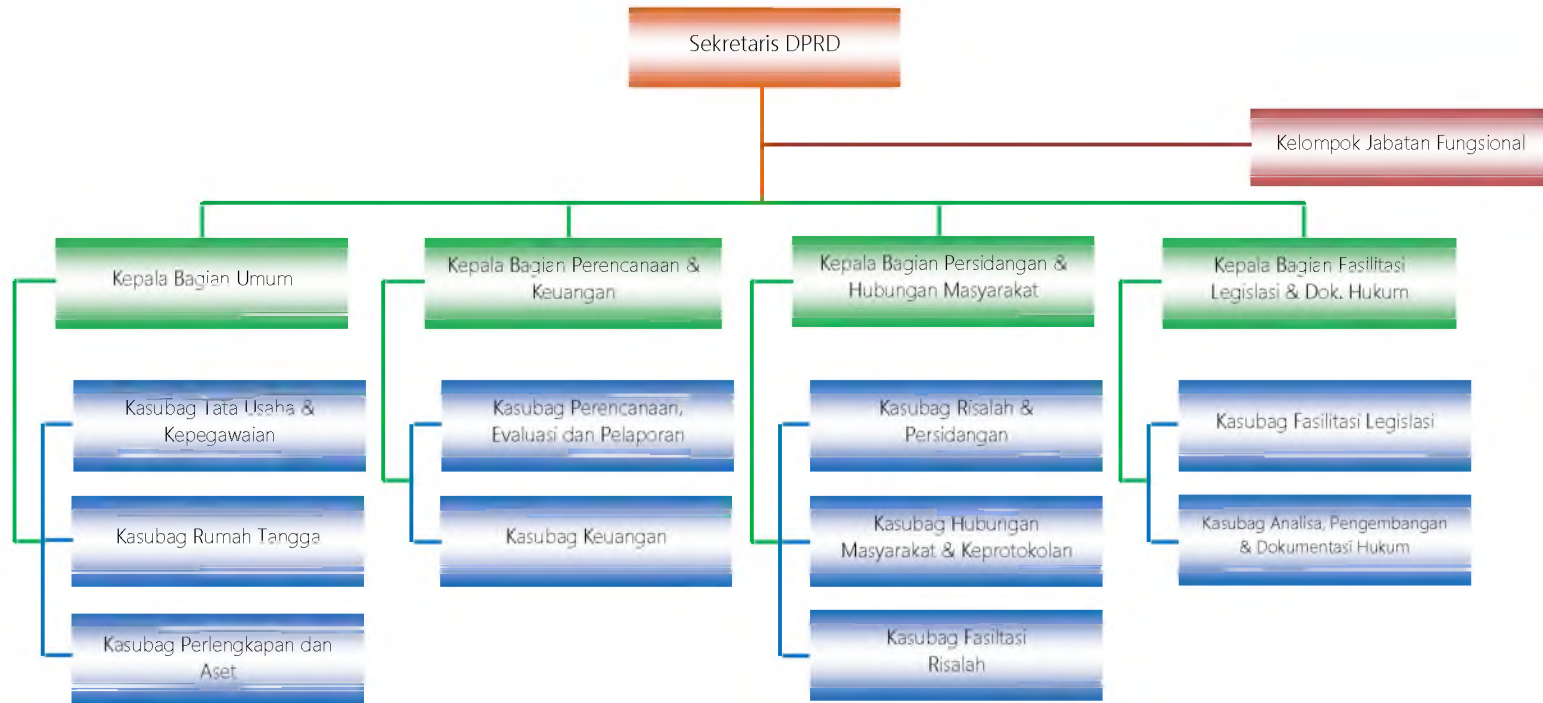 Sekretaris DPRD
Kelompok Jabatan Fungsional
Kepala Bagian Umum
Kepala Bagian Perencanaan &
Keuangan
Kepala Bagian Persidangan &
Hubungan Masyarakat
Kepala Bagian Fasilitasi
Legislasi & Dok. Hukum
Kasubag Tata Usaha &
Kepegawaian
Kasubag Perencanaan,
Evaluasi dan Pelaporan
Kasubag Risalah &
Persidangan
Kasubag Fasilitasi Legislasi
Kasubag Rumah Tangga
Kasubag Keuangan
Kasubag Hubungan
Masyarakat & Keprotokolan
Kasubag Analisa, Pengembangan
& Dokumentasi Hukum
Kasubag Perlengkapan dan
Aset
Kasubag Fasiltasi
Risalah